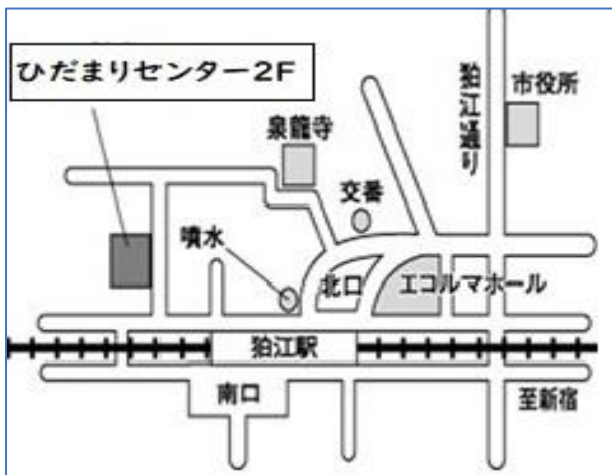 ひだまりセンター2F
狛江通り
市役所
泉龍寺
交番
噴水
北口
エコルマホール
狛江駅
南口
至新宿